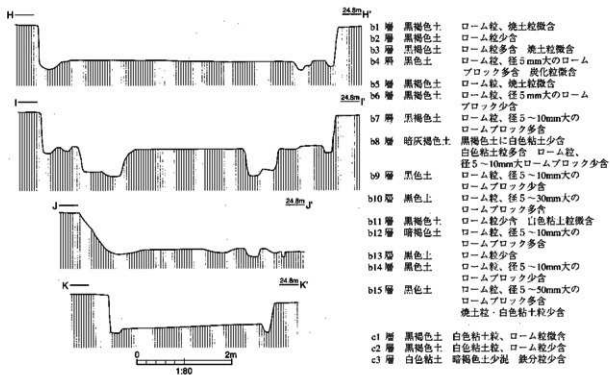 H H'
24.8m
I I'
24.8m
J J'
24.8m
K K'
24.8m
0 2m
1:80
b1 層 黒褐色土 ローム粒、焼土粒微含
b2 層 黒褐色土 ローム粒少含
b3 層 黒褐色土 ローム粒多含 焼土粒微含
b4 層 黒色土 ローム粒、径5mm大のローム
ブロック多含 炭化粒微含
b5 層 黒褐色土 ローム粒、焼土粒微含
b6 層 黒褐色土 ローム粒、径5mm大のローム
ブロック少含
b7 層 黒褐色土 ローム粒、径5～10mm大の
ロームブロック多含
b8 層 暗灰褐色土 黒褐色土に白色粘土少含
白色粘土粒多含 ローム粒、
径5～10mm大ロームブロック少含
b9 層 黒色土 ローム粒、径5～10mm大の
ロームブロック少含
b10層 黒色土 ローム粒、径5～30mm大の
ロームブロック多含
b11層 黒褐色土 ローム粒少含 白色粘土粒微含
b12層 暗褐色土 ローム粒、径5～10mm大の
ロームブロック多含
b13層 黒色土 ローム粒少含
b14層 黒色土 ローム粒、径5～10mm大の
ロームブロック少含
b15層 黒色土 ローム粒、径5～50mm大の
ロームブロック多含
焼土粒・白色粘土粒少含
c1 層 黒褐色土 白色粘土粒、ローム粒微含
c2 層 黒褐色土 白色粘土粒、ローム粒少含
c3 層 白色粘土 暗褐色土少混 鉄分粒少含